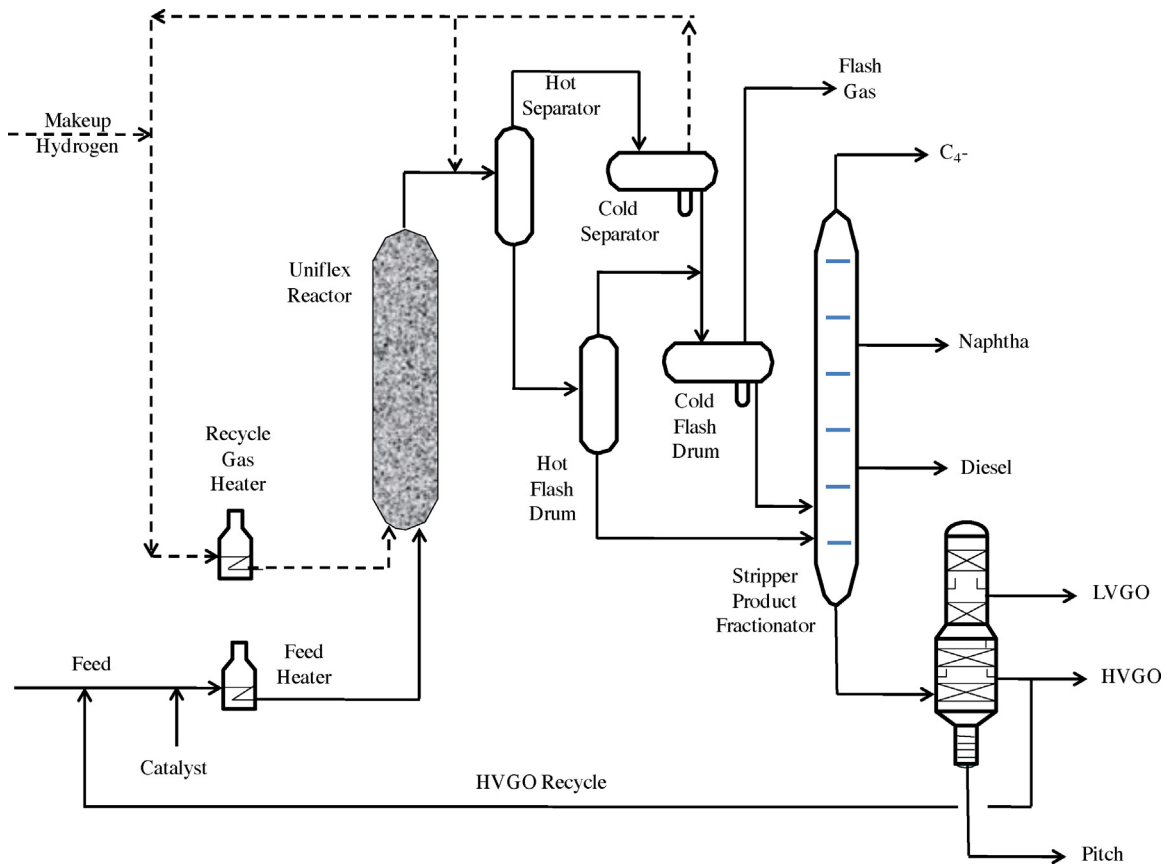 Hot
Separator
Flash
Gas
Makeup
Hydrogen
C₄-
Cold
Separator
Uniflex
Reactor
Naphtha
Cold
Flash
Drum
Recycle
Gas
Heater
Hot
Flash
Drum
Diesel
Stripper
Product
Fractionator
LVGO
Feed
Feed
Heater
HVGO
Catalyst
HVGO Recycle
Pitch